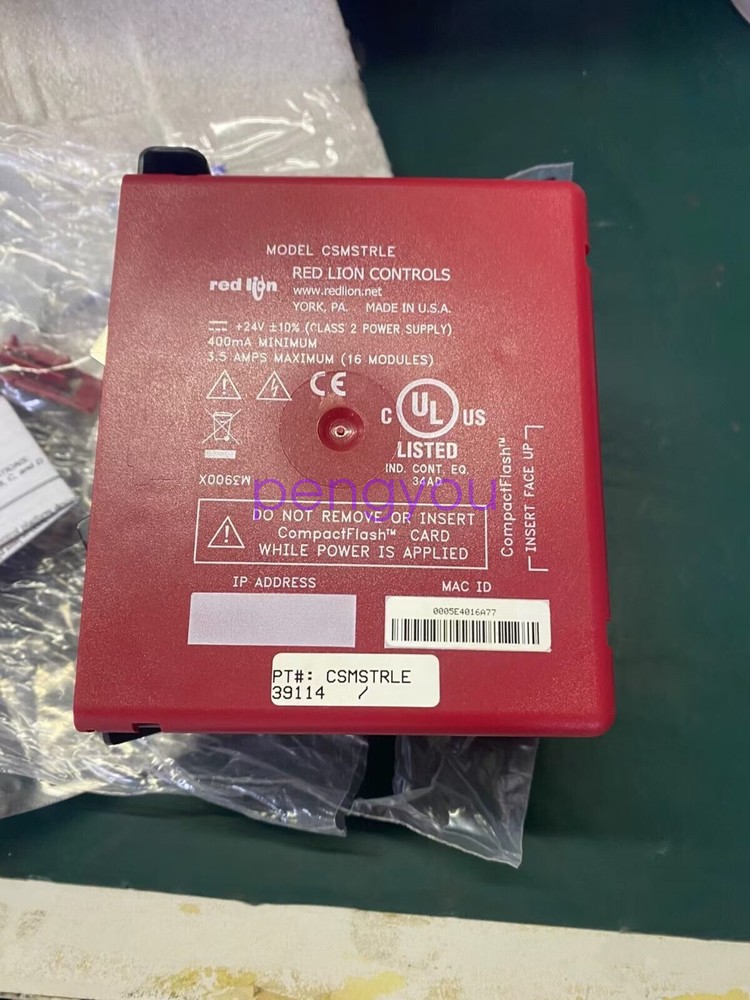 MODEL CSMSTRLE
red lion RED LION CONTROLS
www.redlion.net
YORK, PA. MADE IN U.S.A.
+24V ±10% (CLASS 2 POWER SUPPLY)
400mA MINIMUM
3.5 AMPS MAXIMUM (16 MODULES)
CE
C UL US
LISTED
IND. CONT. EQ.
M3900X
pengyou
CompactFlash™
INSERT FACE UP
DO NOT REMOVE OR INSERT
CompactFlash™ CARD
WHILE POWER IS APPLIED
IP ADDRESS
MAC ID
0005E4016A77
PT#: CSMSTRLE
39114 /